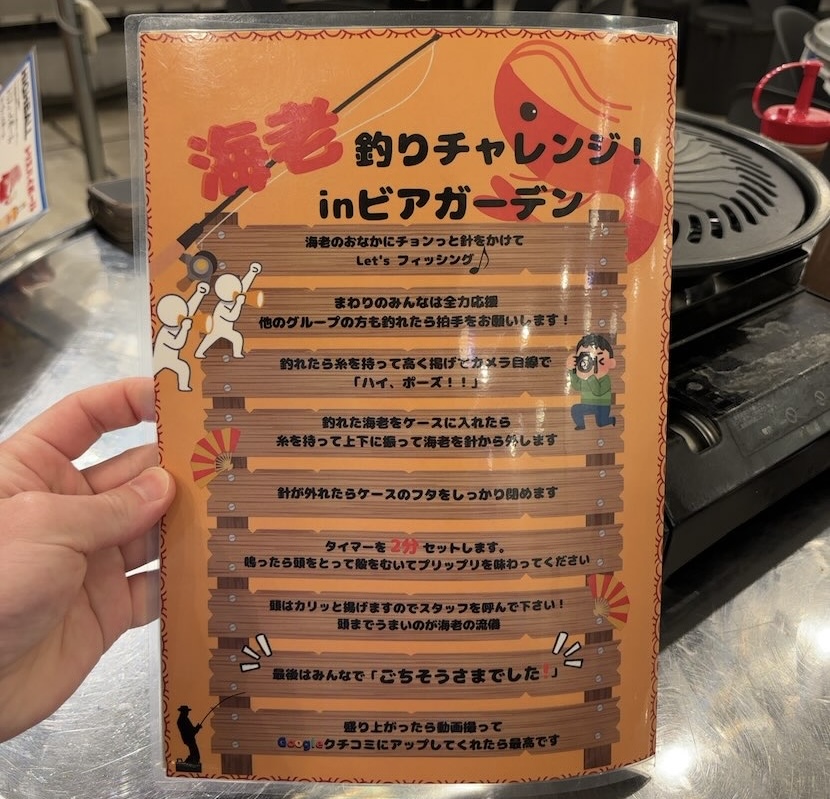 海老釣りチャレンジ！
inビアガーデン
海老のおなかにチョンっと針をかけて
Let's フィッシング♪
まわりのみんなは全力応援
他のグループの方も釣れたら拍手をお願いします！
釣れたら糸を持って高く揚げてカメラ目線で
「ハイ、ポーズ！！」
釣れた海老をケースに入れたら
糸を持って上下に振って海老を針から外します
針が外れたらケースのフタをしっかり閉めます
タイマーを2分セットします。
鳴ったら頭をとって殻をむいてプリップリを味わってください
頭はカリッと揚げますのでスタッフを呼んで下さい！
頭までうまいのが海老の流儀
最後はみんなで「ごちそうさまでした！」
盛り上がったら動画撮って
Googleクチコミにアップしてくれたら最高です